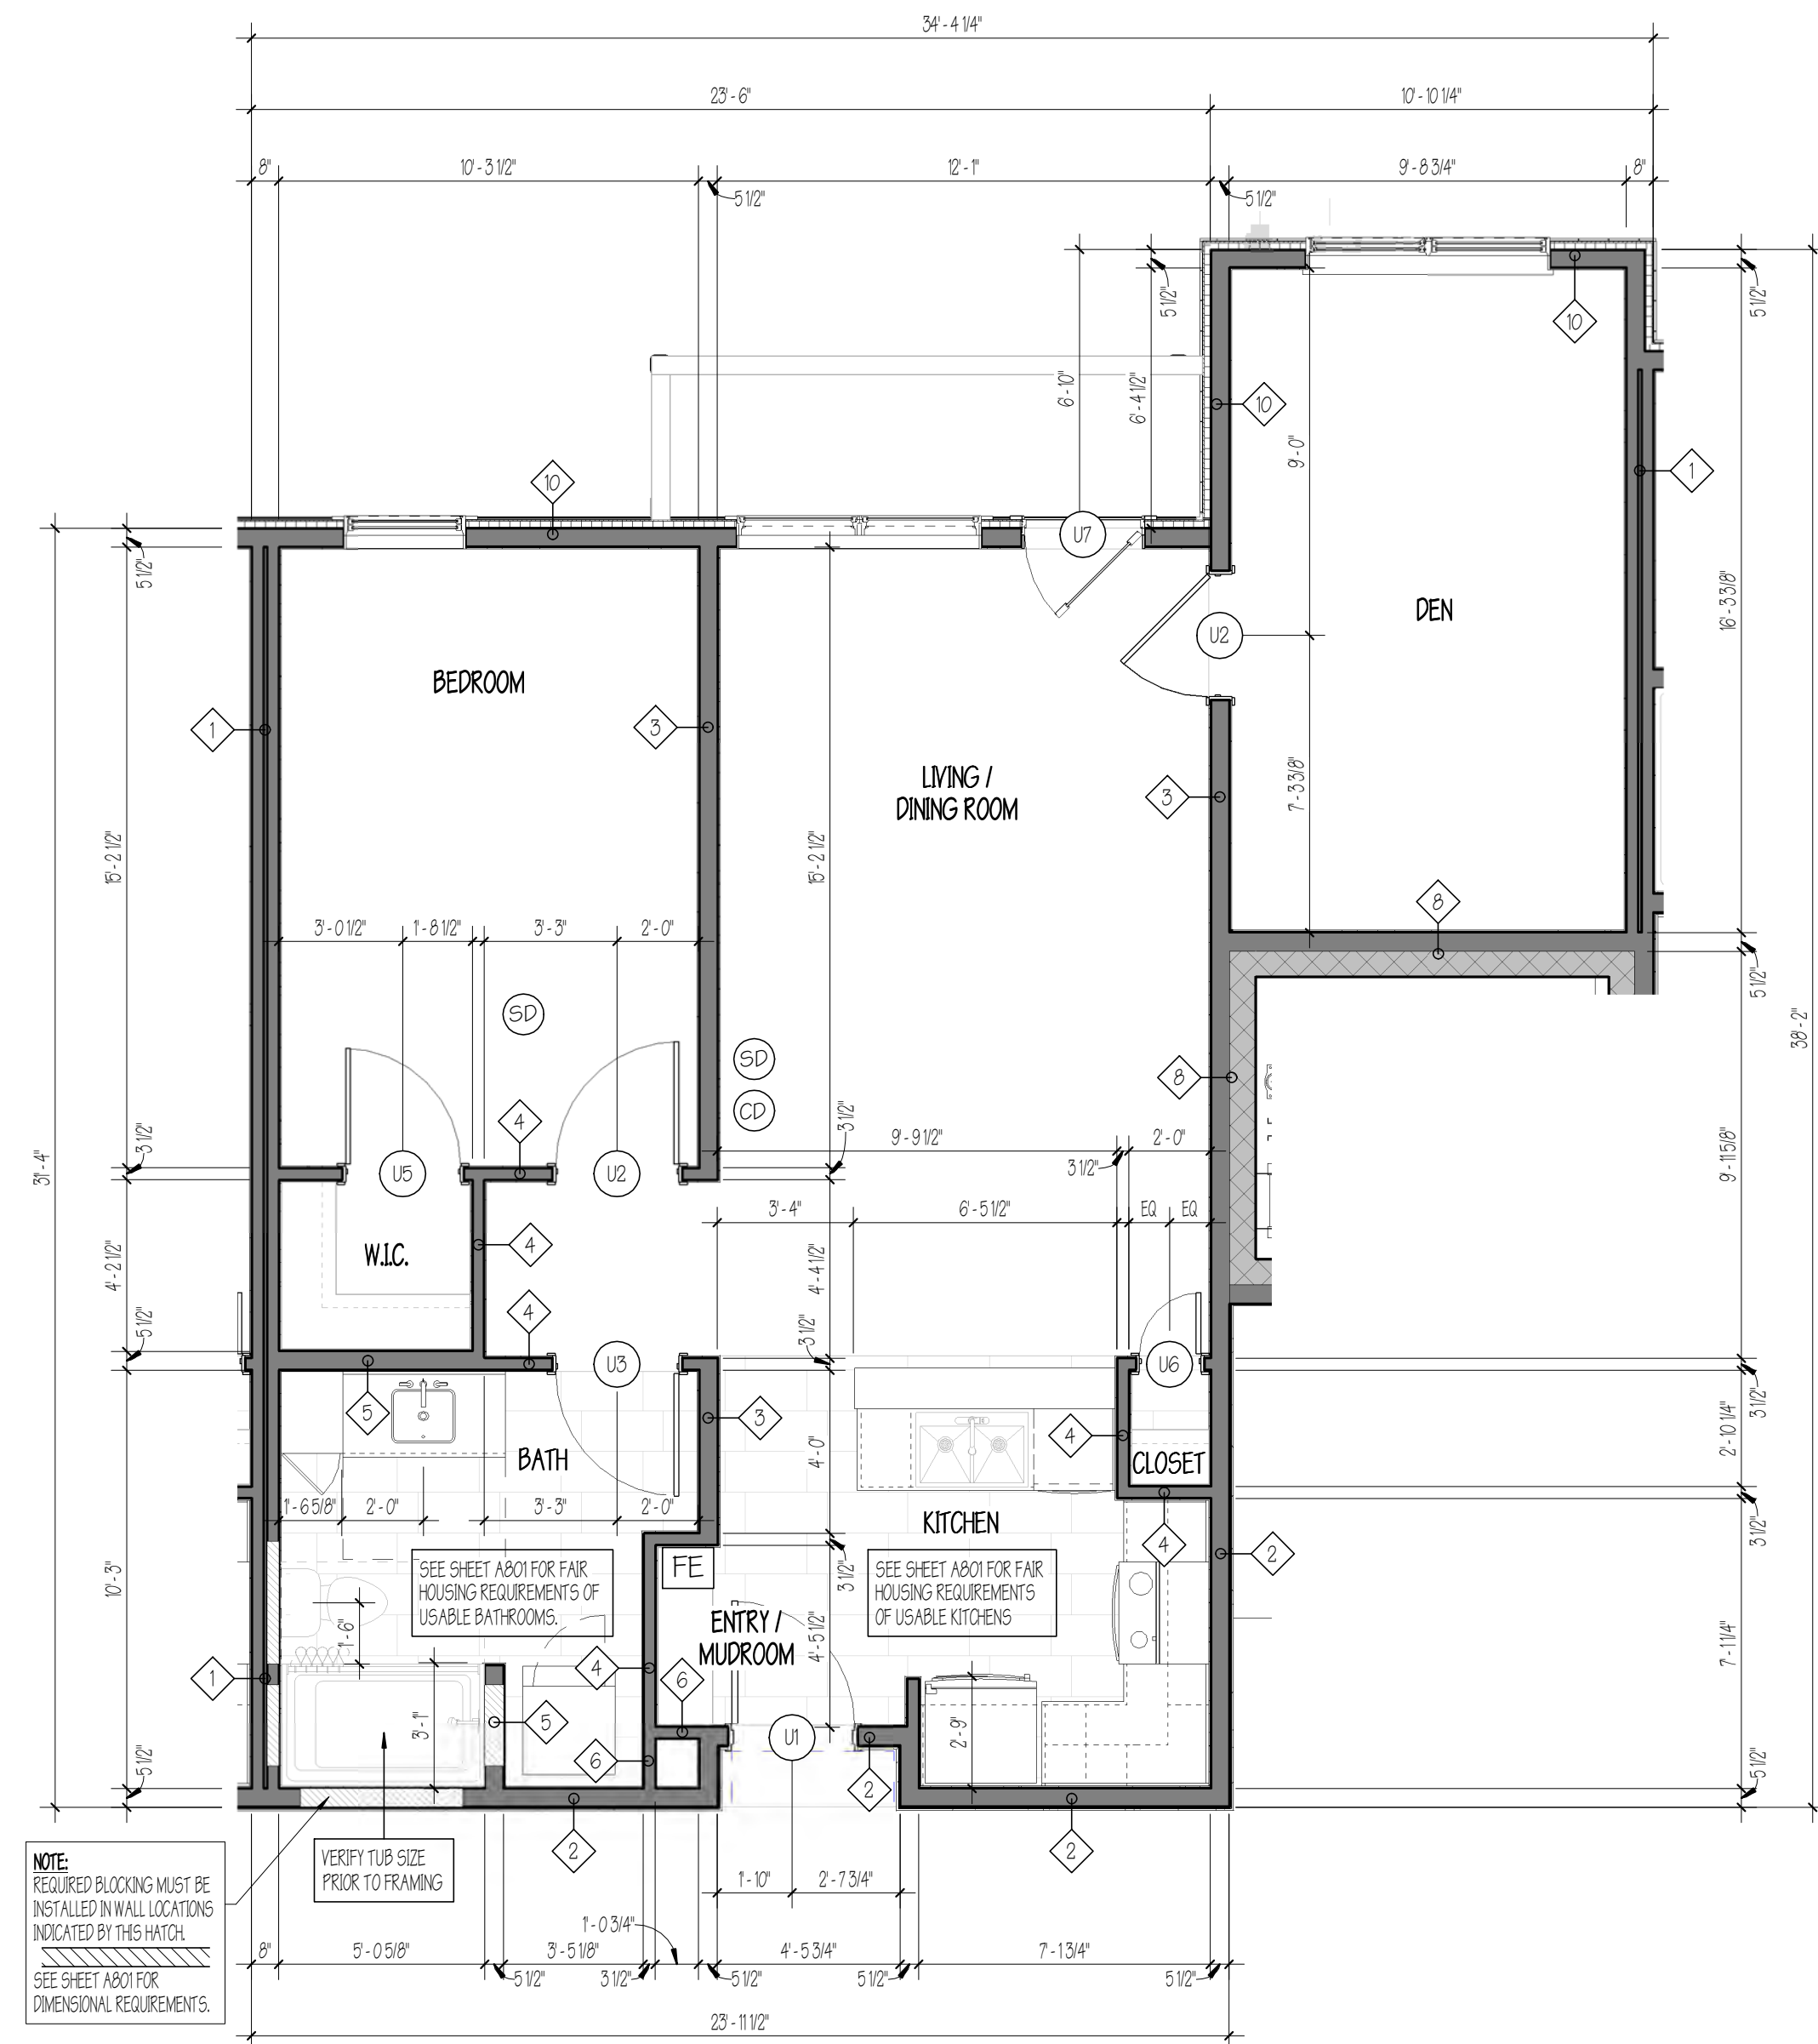 34' - 4 1/4"
23' - 6"
10' - 10 1/4"
8"
10' - 3 1/2"
5 1/2"
12' - 1"
5 1/2"
9' - 8 3/4"
8"
6' - 10"
5 1/2"
6' - 4 1/2"
10
10
10
9' - 0"
5 1/2"
1
U7
U2
DEN
16' - 3 3/8"
5 1/2"
BEDROOM
1
3
LIVING /
DINING ROOM
3
7' - 3 3/8"
15' - 2 1/2"
15' - 2 1/2"
8
3' - 0 1/2"
1' - 8 1/2"
3' - 3"
2' - 0"
5 1/2"
38' - 2"
SD
SD
CD
8
4
3 1/2"
3 1/2"
9' - 9 1/2"
3 1/2"
2' - 0"
31' - 4"
U5
U2
9' - 11 5/8"
3' - 4"
6' - 5 1/2"
EQ
EQ
W.I.C.
4
4' - 2 1/2"
4' - 4 1/2"
4
5 1/2"
3 1/2"
U3
U6
5
3
4
3 1/2"
2' - 10 1/4"
BATH
4' - 0"
CLOSET
1' - 6 5/8"
2' - 0"
3' - 3"
2' - 0"
KITCHEN
4
2
3 1/2"
SEE SHEET A801 FOR FAIR
HOUSING REQUIREMENTS OF
USABLE BATHROOMS.
FE
3 1/2"
SEE SHEET A801 FOR FAIR
HOUSING REQUIREMENTS
OF USABLE KITCHENS
10' - 3"
1' - 6"
ENTRY /
MUDROOM
4' - 5 1/2"
7' - 11 1/4"
1
4
6
3' - 1"
5
6
U1
2' - 9"
2
5 1/2"
5 1/2"
2
2
NOTE:
REQUIRED BLOCKING MUST BE
INSTALLED IN WALL LOCATIONS
INDICATED BY THIS HATCH.
SEE SHEET A801 FOR
DIMENSIONAL REQUIREMENTS.
VERIFY TUB SIZE
PRIOR TO FRAMING
1' - 10"
2' - 7 3/4"
1' - 0 3/4"
8"
5' - 0 5/8"
5 1/2"
3' - 5 1/8"
3 1/2"
5 1/2"
4' - 5 3/4"
5 1/2"
7' - 1 3/4"
5 1/2"
23' - 11 1/2"